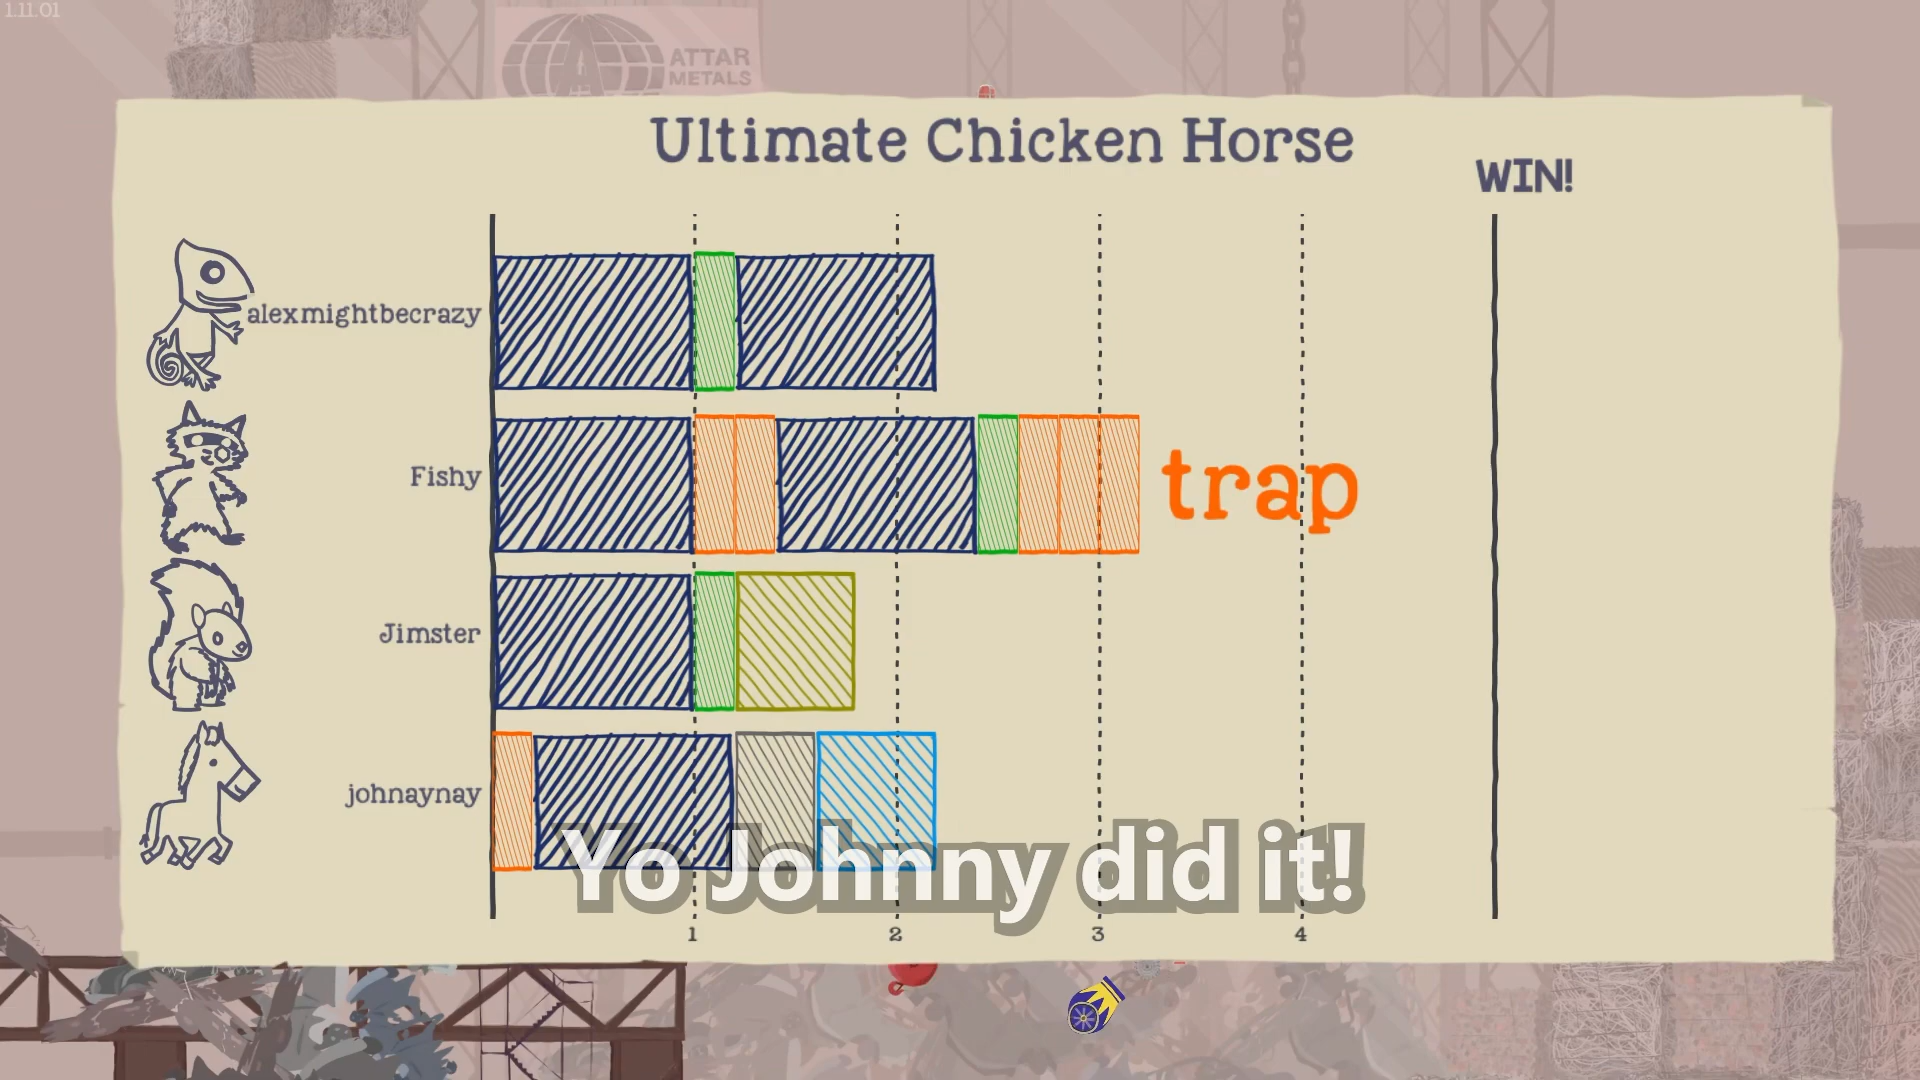 1.11.01
ATTAR
METALS
Ultimate Chicken Horse
WIN!
alexmightbecrazy
Fishy
trap
Jimster
johnaynay
Yo Johnny did it!
1 2 3 4